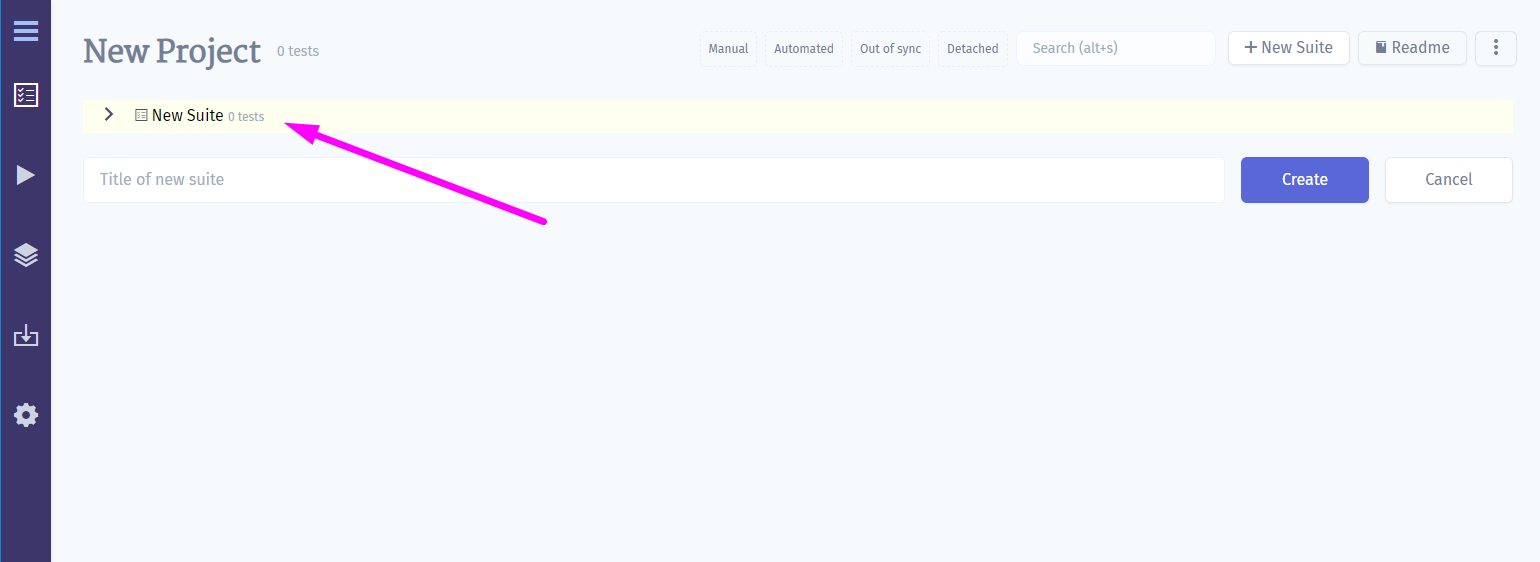 New Project 0 tests Manual Automated Out of sync Detached Search (alt+s) New Suite Readme
New Suite 0 tests
Title of new suite Create Cancel